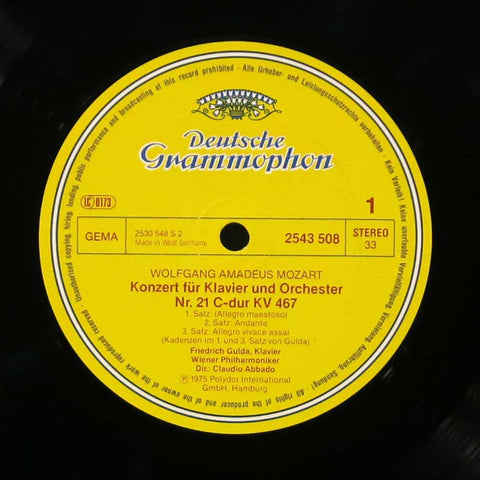 Unauthorized copying, hiring, lending, public performance and broadcasting of this record prohibited · Alle Urheber- und Leistungsschutzrechte vorbehalten · Kein Verleih! Keine unerlaubte Vervielfältigung, Vermietung, Aufführung, Sendung! · All rights of the producer and of the owner of the work reproduced reserved ·
Deutsche
Grammophon
LC 0173
1
GEMA
2530 548 S 2
Made in West Germany
2543 508
STEREO
33
WOLFGANG AMADEUS MOZART
Konzert für Klavier und Orchester
Nr. 21 C-dur KV 467
1. Satz: (Allegro maestoso)
2. Satz: Andante
3. Satz: Allegro vivace assai
(Kadenzen im 1. und 3. Satz von Gulda)
Friedrich Gulda, Klavier
Wiener Philharmoniker
Dir.: Claudio Abbado
Ⓟ 1975 Polydor International
GmbH, Hamburg